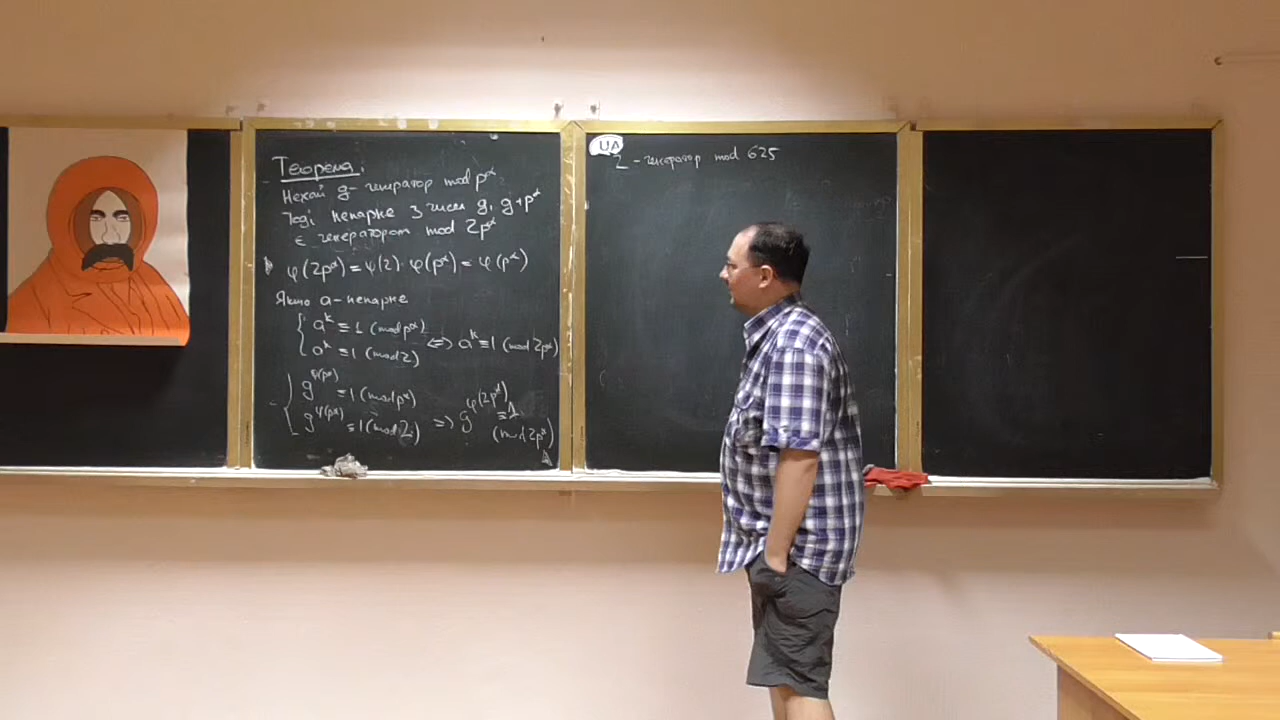 Теорема.
Нехай g - генератор mod p^α
Тоді непарне з чисел g, g+p^α
є генератором mod 2p^α
φ(2p^α) = φ(2)·φ(p^α) = φ(p^α)
Якщо a - непарне
{ a^k ≡ 1 (mod p^α)
{ a^k ≡ 1 (mod 2) <=> a^k ≡ 1 (mod 2p^α)
{ g^φ(p^α) ≡ 1 (mod p^α)
{ g^φ(p^α) ≡ 1 (mod 2) => g^φ(2p^α) ≡ 1
(mod 2p^α)
UA
2 - генератор mod 625